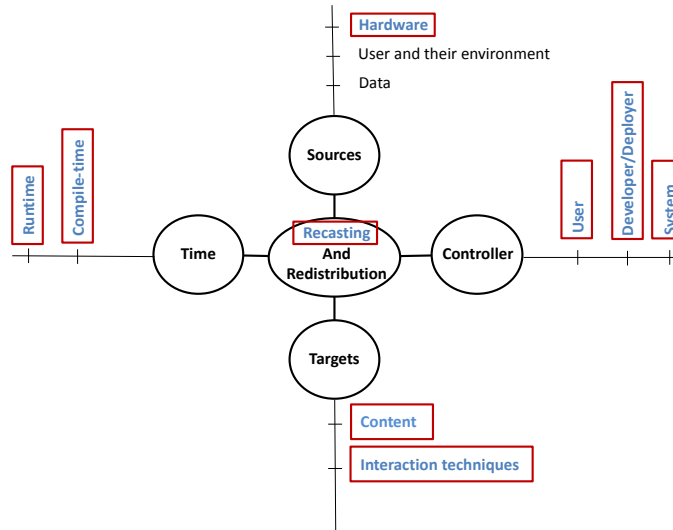 Hardware
User and their environment
Data
Sources
Runtime
Compile-time
User
Developer/Deployer
System
Time
Recasting
And
Redistribution
Controller
Targets
Content
Interaction techniques